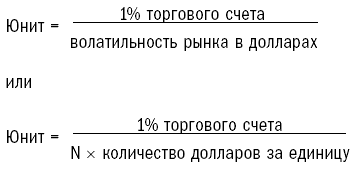 1% торгового счета
Юнит =
волатильность рынка в долларах
или
1% торгового счета
Юнит =
N × количество долларов за единицу